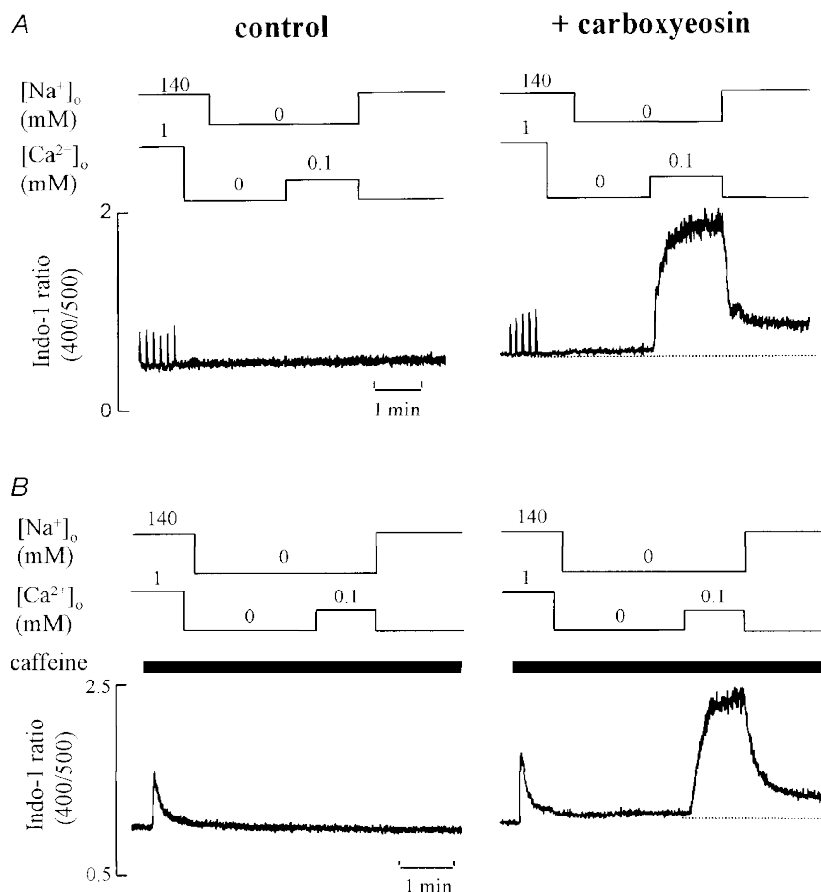 A
control
+ carboxyeosin
[Na⁺]ₒ
(mM)
140
0
140
0
[Ca²⁻]ₒ
(mM)
1
0
0.1
1
0
0.1
Indo-1 ratio
(400/500)
2
1
0
1 min
B
[Na⁺]ₒ
(mM)
140
0
140
0
[Ca²⁺]ₒ
(mM)
1
0
0.1
1
0
0.1
caffeine
Indo-1 ratio
(400/500)
2.5
0.5
1 min